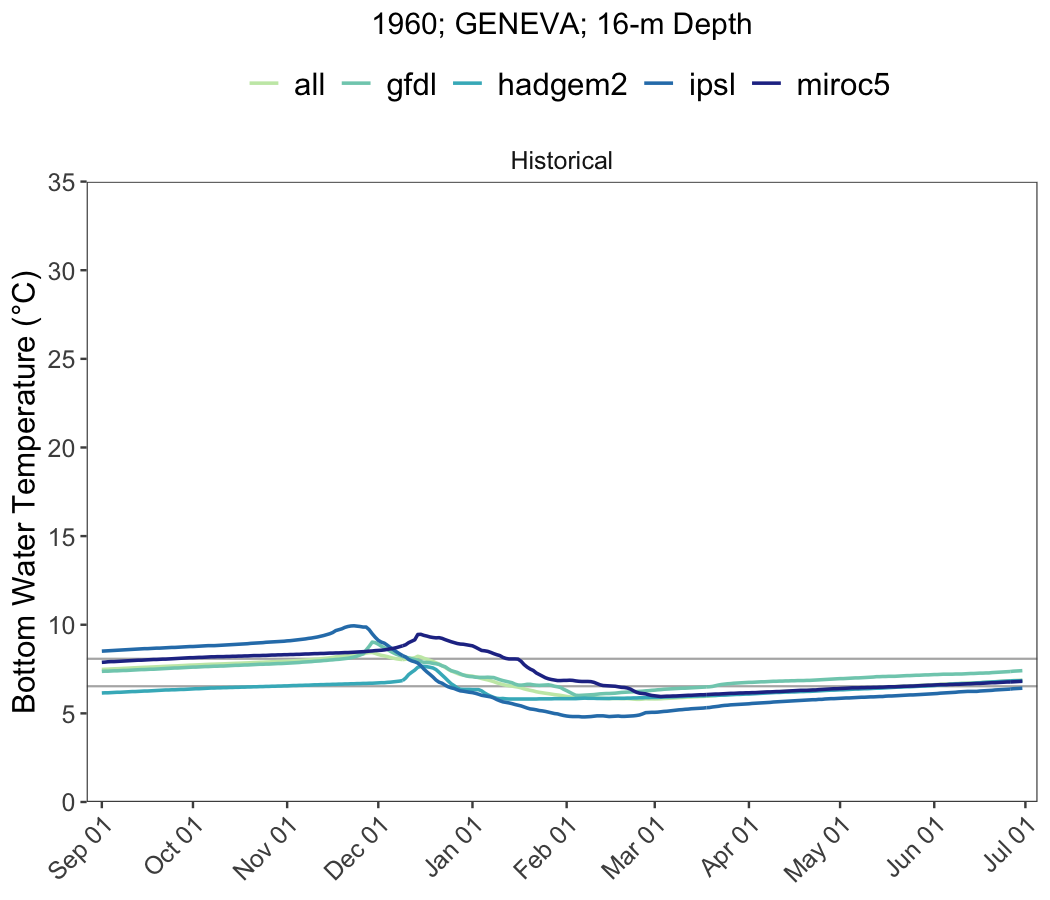 1960; GENEVA; 16-m Depth
all gfdl hadgem2 ipsl miroc5
Historical
Bottom Water Temperature (°C)
35
30
25
20
15
10
5
0
Sep 01 Oct 01 Nov 01 Dec 01 Jan 01 Feb 01 Mar 01 Apr 01 May 01 Jun 01 Jul 01